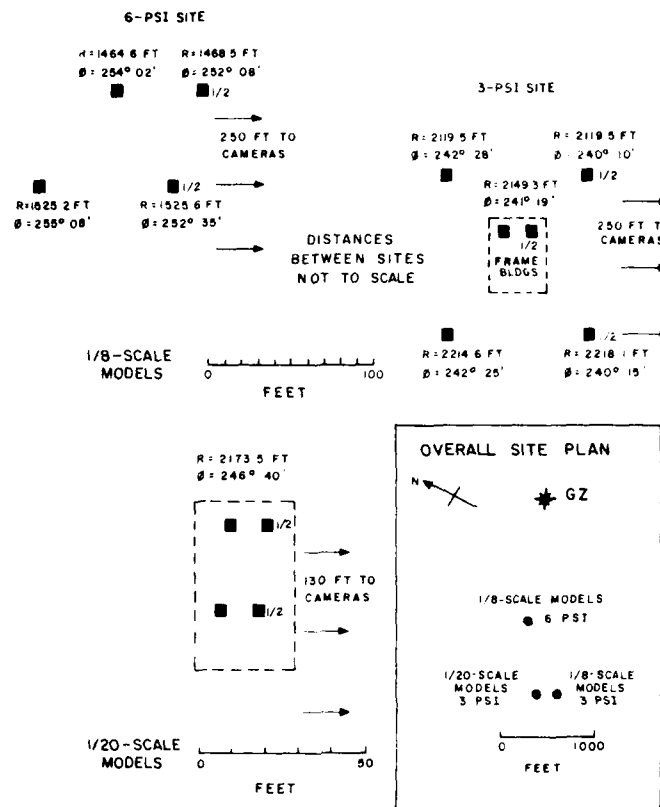 6-PSI SITE
R=1464.6 FT
Ø= 254° 02'
R=1468.5 FT
Ø= 252° 08'
1/2
250 FT TO
CAMERAS
R=1525.2 FT
Ø= 255° 08'
1/2
R=1525.6 FT
Ø= 252° 35'
3-PSI SITE
R= 2119.5 FT
Ø= 242° 28'
R=2119.5 FT
Ø= 240° 10'
1/2
R= 2149.3 FT
Ø= 241° 19'
1/2
FRAME
BLDGS
250 FT TO
CAMERAS
DISTANCES
BETWEEN SITES
NOT TO SCALE
1/2
R= 2214.6 FT
Ø= 242° 25'
R= 2218.1 FT
Ø= 240° 15'
1/8-SCALE
MODELS
0 100
FEET
R= 2173.5 FT
Ø= 246° 40'
1/2
1/2
130 FT TO
CAMERAS
1/20-SCALE
MODELS
0 50
FEET
OVERALL SITE PLAN
N
GZ
1/8-SCALE MODELS
6 PSI
1/20-SCALE
MODELS
3 PSI
1/8-SCALE
MODELS
3 PSI
0 1000
FEET